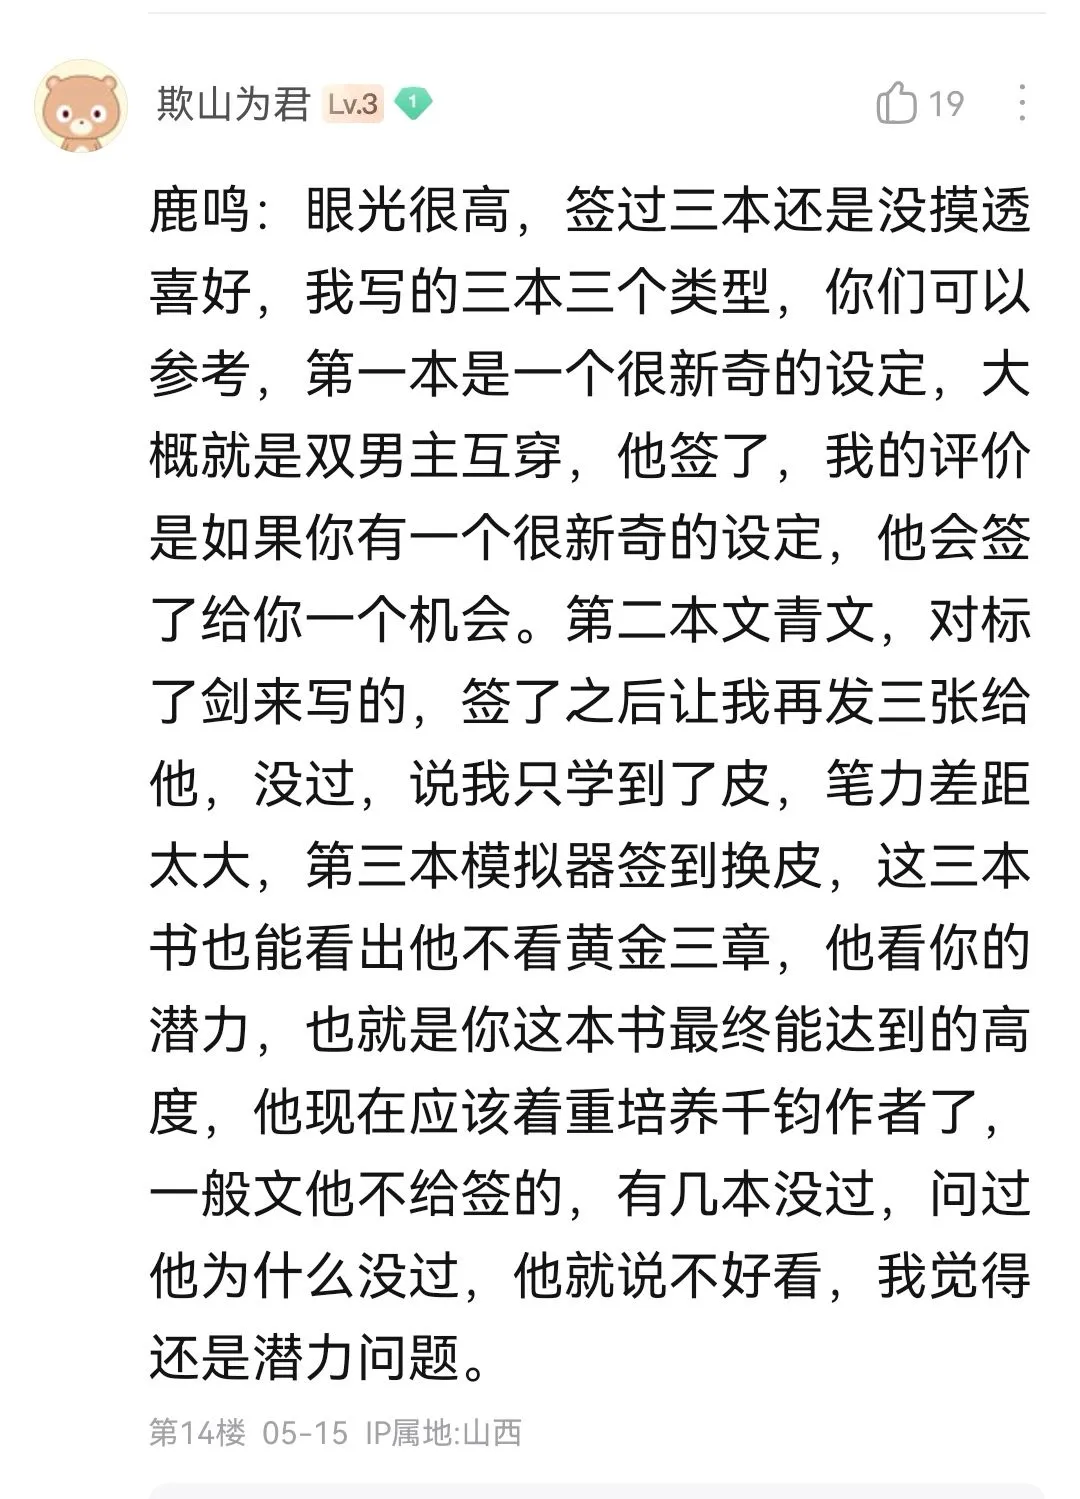 欺山为君 Lv.3 1 19
鹿鸣：眼光很高，签过三本还是没摸透
喜好，我写的三本三个类型，你们可以
参考，第一本是一个很新奇的设定，大
概就是双男主互穿，他签了，我的评价
是如果你有一个很新奇的设定，他会签
了给你一个机会。第二本文青文，对标
了剑来写的，签了之后让我再发三张给
他，没过，说我只学到了皮，笔力差距
太大，第三本模拟器签到换皮，这三本
书也能看出他不看黄金三章，他看你的
潜力，也就是你这本书最终能达到的高
度，他现在应该着重培养千钧作者了，
一般文他不给签的，有几本没过，问过
他为什么没过，他就说不好看，我觉得
还是潜力问题。
第14楼 05-15 IP属地:山西